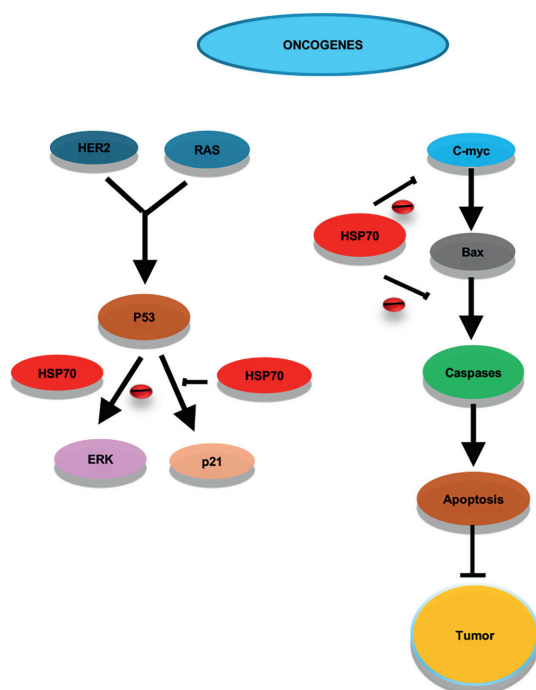 ONCOGENES
HER2
RAS
C-myc
HSP70
Bax
P53
HSP70
HSP70
Caspases
ERK
p21
Apoptosis
Tumor